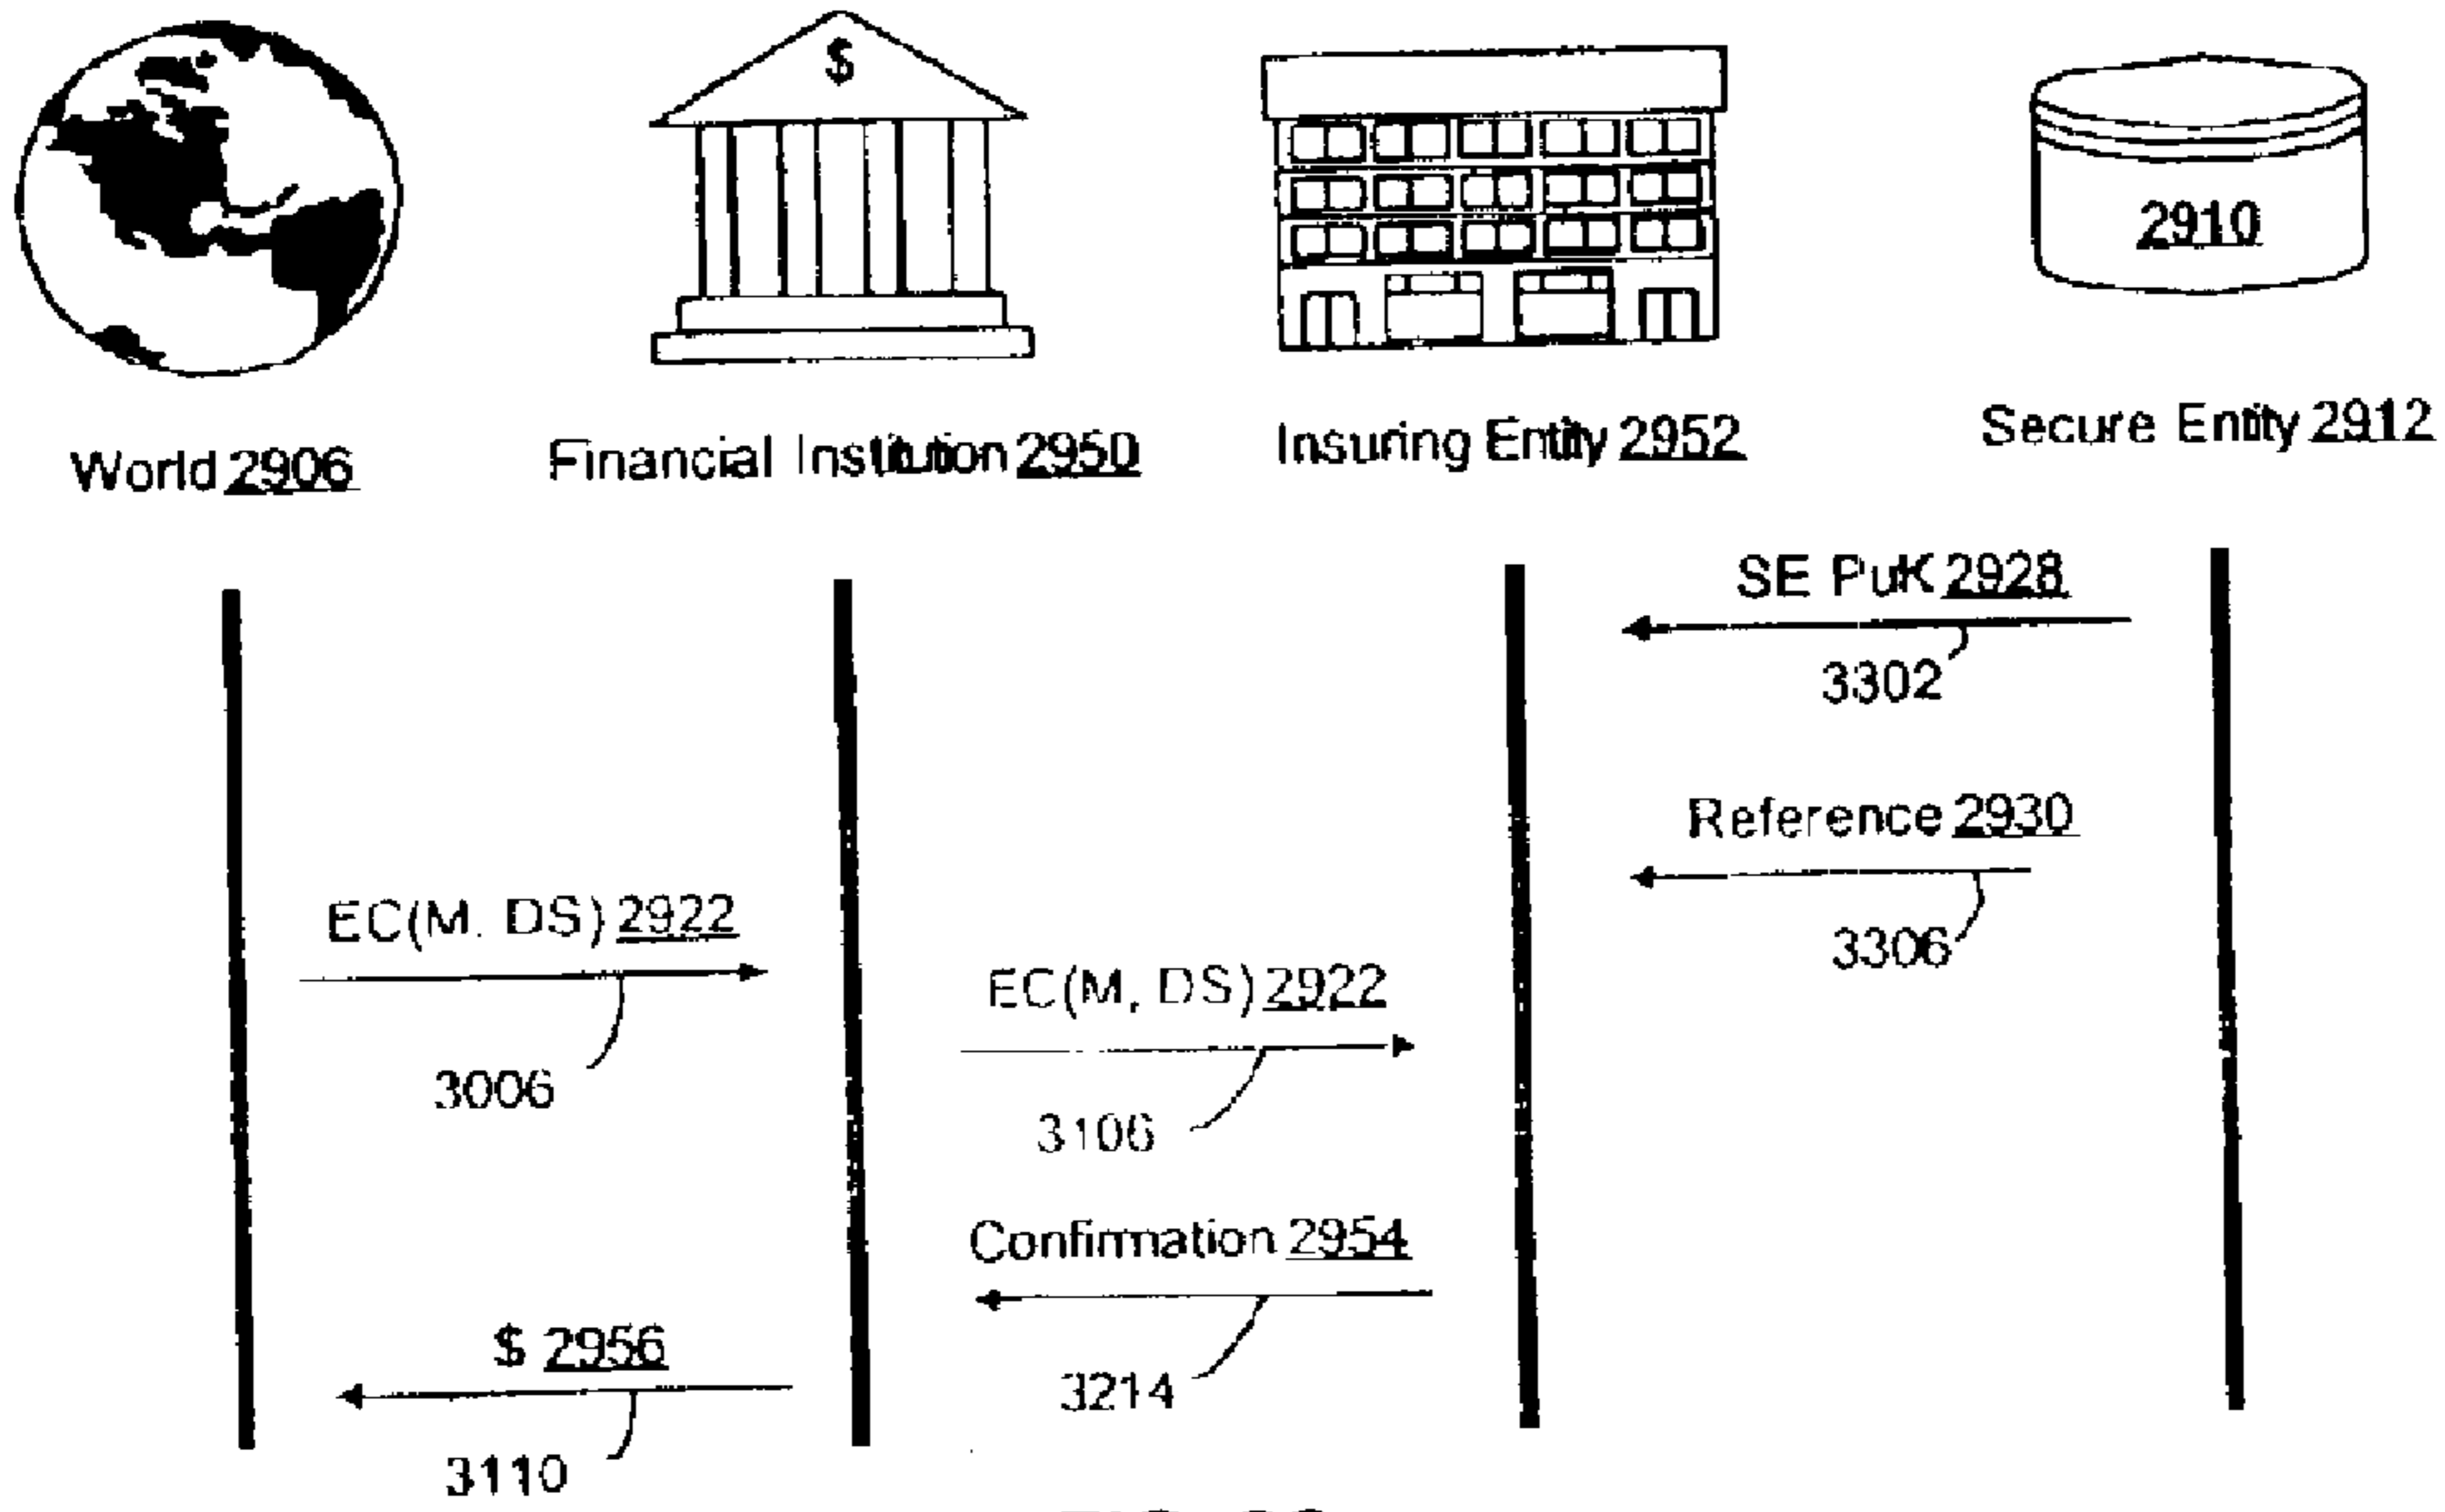 $
2910
World 2906
Financial Institution 2950
Insuring Entity 2952
Secure Entity 2912
SE PuK 2928
3302
Reference 2930
3306
EC(M. DS) 2922
3006
EC(M, DS) 2922
3106
Confirmation 2954
3214
$ 2956
3110